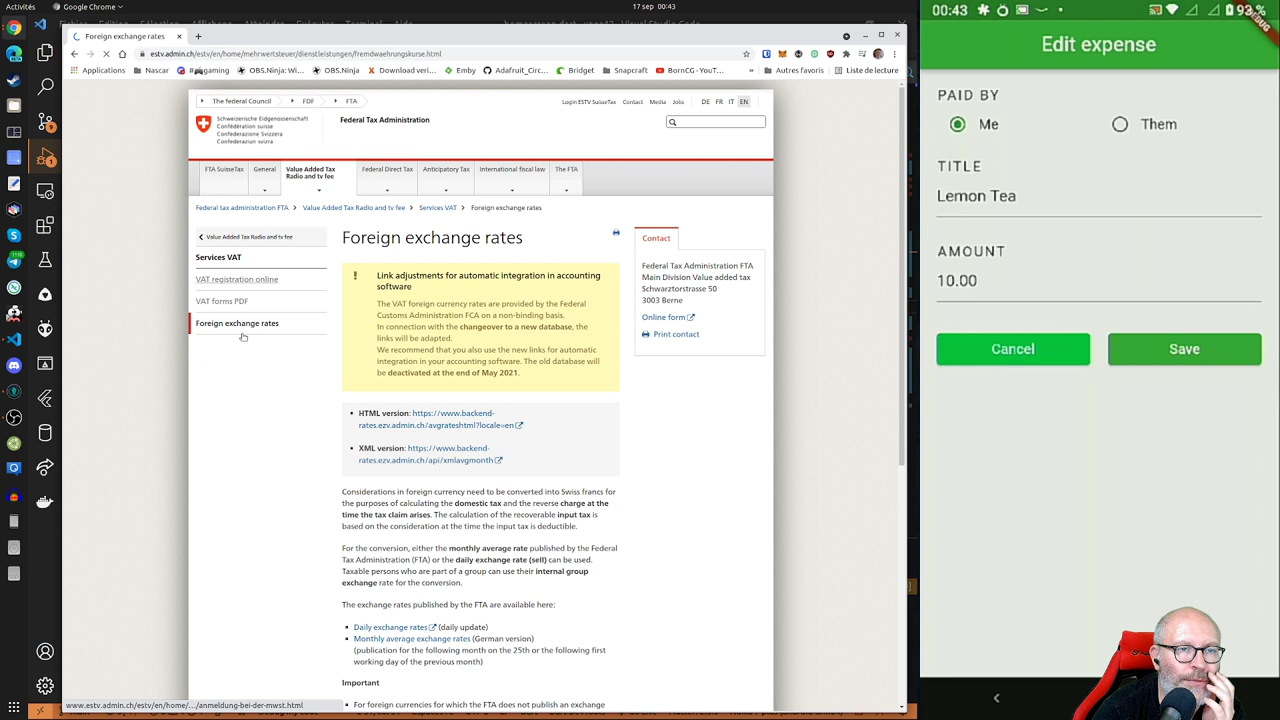 Activités
Google Chrome
17 sep 00:43
Foreign exchange rates
estv.admin.ch/estv/en/home/mehrwertsteuer/dienstleistungen/fremdwaehrungskurse.html
Applications
Nascar
OBS.Ninja: Wi...
OBS.Ninja
Download veri...
Emby
Adafruit_Circ...
Bridget
Snapcraft
BornCG - YouT...
»
Autres favoris
Liste de lecture
The federal Council
FDF
FTA
Login ESTV SuisseTax
Contact
Media
Jobs
DE FR IT EN
Schweizerische Eidgenossenschaft
Confédération suisse
Confederazione Svizzera
Confederaziun svizra
Federal Tax Administration
FTA SuisseTax
General
Value Added Tax
Radio and tv fee
Federal Direct Tax
Anticipatory Tax
International fiscal law
The FTA
Federal tax administration FTA
Value Added Tax Radio and tv fee
Services VAT
Foreign exchange rates
Value Added Tax Radio and tv fee
Services VAT
VAT registration online
VAT forms PDF
Foreign exchange rates
Foreign exchange rates
! Link adjustments for automatic integration in accounting
software
The VAT foreign currency rates are provided by the Federal
Customs Administration FCA on a non-binding basis.
In connection with the changeover to a new database, the
links will be adapted.
We recommend that you also use the new links for automatic
integration in your accounting software. The old database will
be deactivated at the end of May 2021.
HTML version: https://www.backend-
rates.ezv.admin.ch/avgrateshtml?locale=en
XML version: https://www.backend-
rates.ezv.admin.ch/api/xmlavgmonth
Considerations in foreign currency need to be converted into Swiss francs for
the purposes of calculating the domestic tax and the reverse charge at the
time the tax claim arises. The calculation of the recoverable input tax is
based on the consideration at the time the input tax is deductible.
For the conversion, either the monthly average rate published by the Federal
Tax Administration (FTA) or the daily exchange rate (sell) can be used.
Taxable persons who are part of a group can use their internal group
exchange rate for the conversion.
The exchange rates published by the FTA are available here:
Daily exchange rates (daily update)
Monthly average exchange rates (German version)
(publication for the following month on the 25th or the following first
working day of the previous month)
Important
For foreign currencies for which the FTA does not publish an exchange
Contact
Federal Tax Administration FTA
Main Division Value added tax
Schwarztorstrasse 50
3003 Berne
Online form
Print contact
www.estv.admin.ch/estv/en/home/.../anmeldung-bei-der-mwst.html
00:43
Edit expense
PAID BY
Me
Them
TITLE
Lemon Tea
AMOUNT
10.00
Cancel
Save